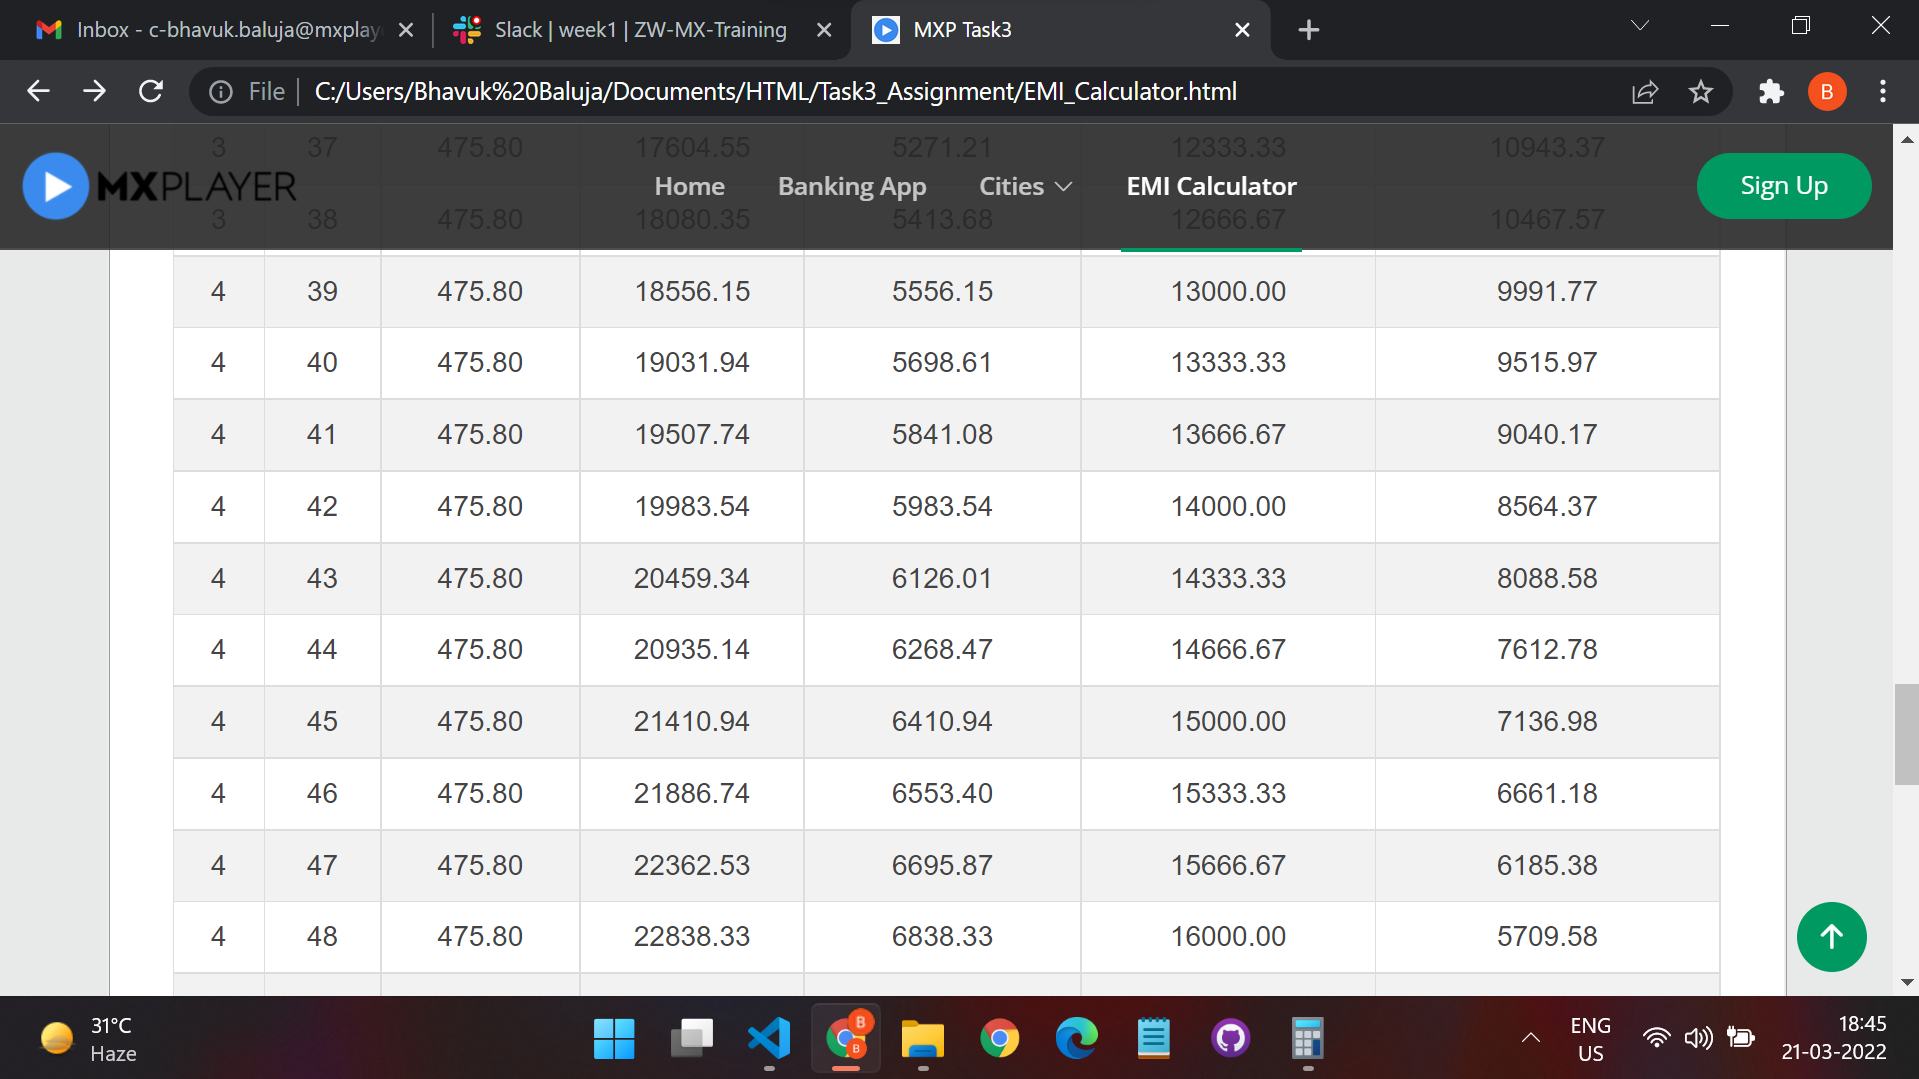 Inbox - c-bhavuk.baluja@mxplay
Slack | week1 | ZW-MX-Training
MXP Task3
File
C:/Users/Bhavuk%20Baluja/Documents/HTML/Task3_Assignment/EMI_Calculator.html
B
3 37 475.80 17604.55 5271.21 12333.33 10943.37
MXPLAYER
Home Banking App Cities EMI Calculator
Sign Up
3 38 475.80 18080.35 5413.68 12666.67 10467.57
4 39 475.80 18556.15 5556.15 13000.00 9991.77
4 40 475.80 19031.94 5698.61 13333.33 9515.97
4 41 475.80 19507.74 5841.08 13666.67 9040.17
4 42 475.80 19983.54 5983.54 14000.00 8564.37
4 43 475.80 20459.34 6126.01 14333.33 8088.58
4 44 475.80 20935.14 6268.47 14666.67 7612.78
4 45 475.80 21410.94 6410.94 15000.00 7136.98
4 46 475.80 21886.74 6553.40 15333.33 6661.18
4 47 475.80 22362.53 6695.87 15666.67 6185.38
4 48 475.80 22838.33 6838.33 16000.00 5709.58
31°C
Haze
B
B
ENG
US
18:45
21-03-2022